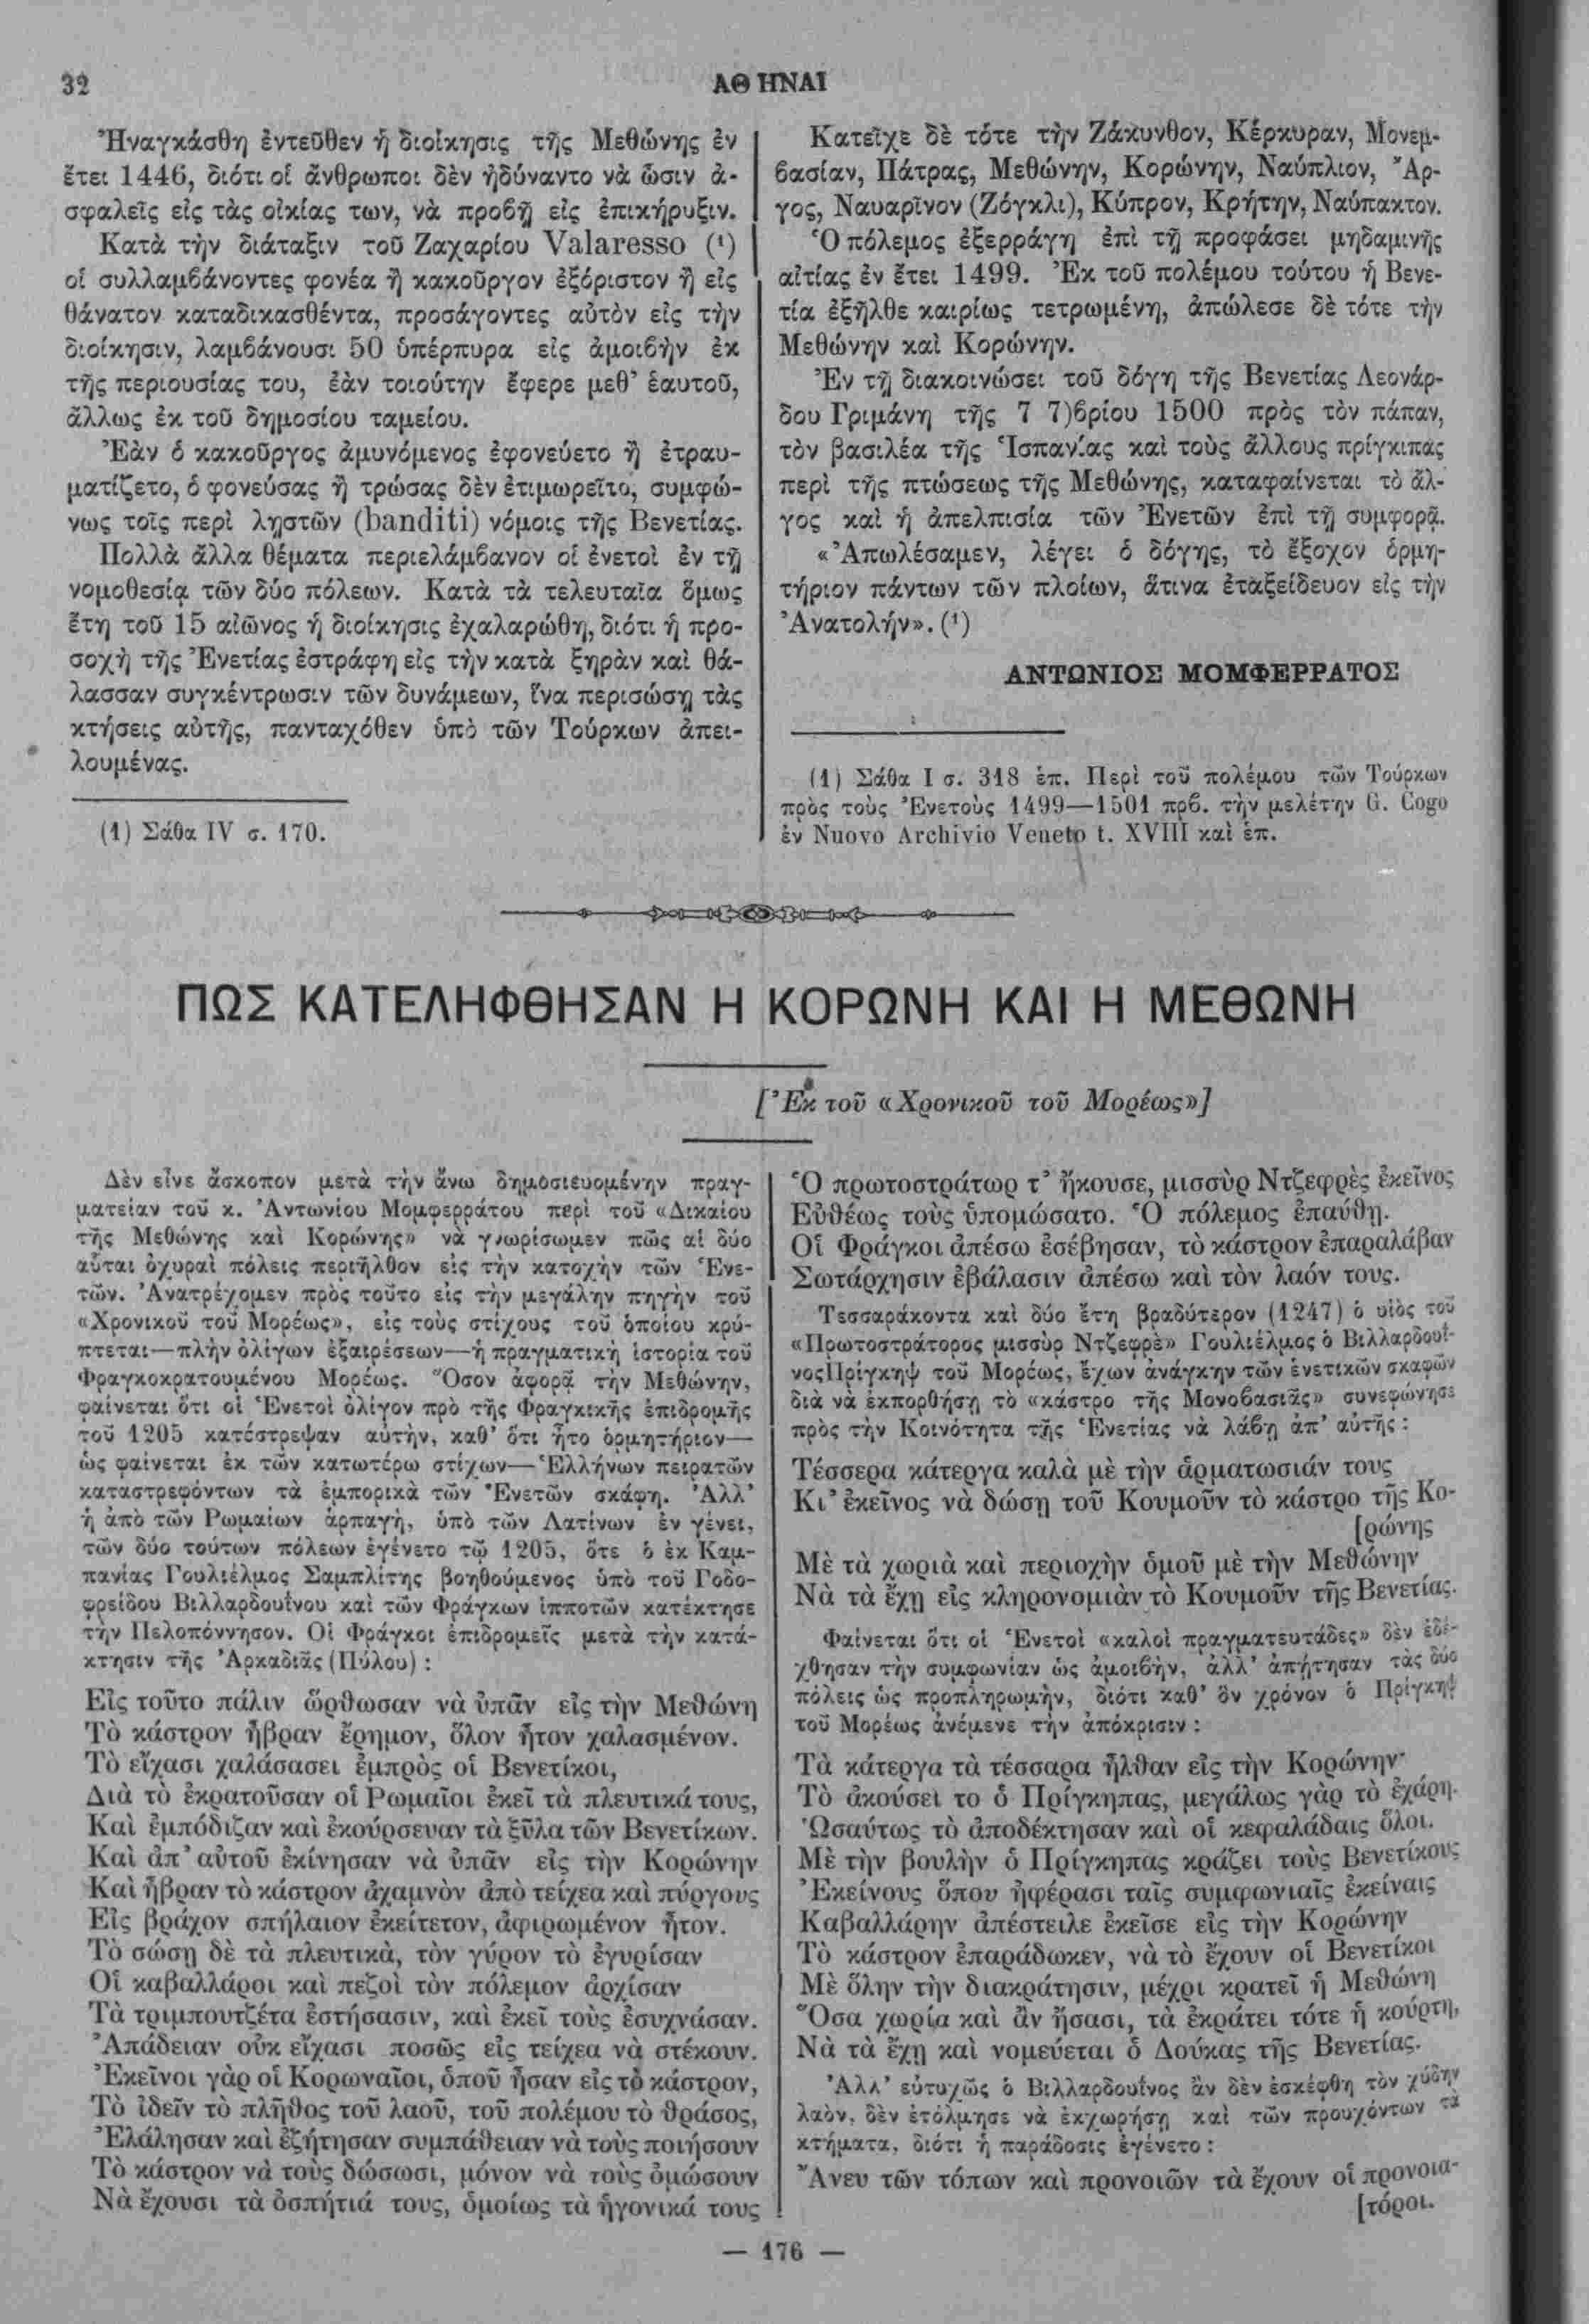 32
ΑΘΗΝΑΙ
Ἠναγκάσθη ἐντεῦθεν ἡ διοίκησις τῆς Μεθώνης ἐν
ἔτει 1446, διότι οἱ ἄνθρωποι δὲν ἠδύναντο νὰ ὦσιν ἀ-
σφαλεῖς εἰς τὰς οἰκίας των, νὰ προβῇ εἰς ἐπικήρυξιν.
Κατὰ τὴν διάταξιν τοῦ Ζαχαρίου Valaresso (¹)
οἱ συλλαμβάνοντες φονέα ἢ κακοῦργον ἐξόριστον ἢ εἰς
θάνατον καταδικασθέντα, προσάγοντες αὐτὸν εἰς τὴν
διοίκησιν, λαμβάνουσι 50 ὑπέρπυρα εἰς ἀμοιβὴν ἐκ
τῆς περιουσίας του, ἐὰν τοιούτην ἔφερε μεθ' ἑαυτοῦ,
ἄλλως ἐκ τοῦ δημοσίου ταμείου.
Ἐὰν ὁ κακοῦργος ἀμυνόμενος ἐφονεύετο ἢ ἐτραυ-
ματίζετο, ὁ φονεύσας ἢ τρώσας δὲν ἐτιμωρεῖτο, συμφώ-
νως τοῖς περὶ λῃστῶν (banditi) νόμοις τῆς Βενετίας.
Πολλὰ ἄλλα θέματα περιελάμβανον οἱ ἑνετοὶ ἐν τῇ
νομοθεσίᾳ τῶν δύο πόλεων. Κατὰ τὰ τελευταῖα ὅμως
ἔτη τοῦ 15 αἰῶνος ἡ διοίκησις ἐχαλαρώθη, διότι ἡ προ-
σοχὴ τῆς Ἑνετίας ἐστράφη εἰς τὴν κατὰ ξηρὰν καὶ θά-
λασσαν συγκέντρωσιν τῶν δυνάμεων, ἵνα περισώσῃ τὰς
κτήσεις αὐτῆς, πανταχόθεν ὑπὸ τῶν Τούρκων ἀπει-
λουμένας.
(1) Σάθα IV σ. 170.
Κατεῖχε δὲ τότε τὴν Ζάκυνθον, Κέρκυραν, Μονεμ-
βασίαν, Πάτρας, Μεθώνην, Κορώνην, Ναύπλιον, Ἄρ-
γος, Ναυαρῖνον (Ζόγκλι), Κύπρον, Κρήτην, Ναύπακτον.
Ὁ πόλεμος ἐξερράγη ἐπὶ τῇ προφάσει μηδαμινῆς
αἰτίας ἐν ἔτει 1499. Ἐκ τοῦ πολέμου τούτου ἡ Βενε-
τία ἐξῆλθε καιρίως τετρωμένη, ἀπώλεσε δὲ τότε τὴν
Μεθώνην καὶ Κορώνην.
Ἐν τῇ διακοινώσει τοῦ δόγη τῆς Βενετίας Λεονάρ-
δου Γριμάνη τῆς 7 7)βρίου 1500 πρὸς τὸν πάπαν,
τὸν βασιλέα τῆς Ἱσπανίας καὶ τοὺς ἄλλους πρίγκιπας
περὶ τῆς πτώσεως τῆς Μεθώνης, καταφαίνεται τὸ ἄλ-
γος καὶ ἡ ἀπελπισία τῶν Ἑνετῶν ἐπὶ τῇ συμφορᾷ.
«Ἀπωλέσαμεν, λέγει ὁ δόγης, τὸ ἔξοχον ὁρμη-
τήριον πάντων τῶν πλοίων, ἅτινα ἐταξείδευον εἰς τὴν
Ἀνατολήν». (¹)
ΑΝΤΩΝΙΟΣ ΜΟΜΦΕΡΡΑΤΟΣ
(1) Σάθα I σ. 318 ἑπ. Περὶ τοῦ πολέμου τῶν Τούρκων
πρὸς τοὺς Ἑνετοὺς 1499—1501 πρβ. τὴν μελέτην G. Cogo
ἐν Nuovo Archivio Veneto t. XVIII καὶ ἑπ.
ΠΩΣ ΚΑΤΕΛΗΦΘΗΣΑΝ Η ΚΟΡΩΝΗ ΚΑΙ Η ΜΕΘΩΝΗ
[Ἐκ τοῦ «Χρονικοῦ τοῦ Μορέως»]
Δὲν εἶνε ἄσκοπον μετὰ τὴν ἄνω δημοσιευομένην πραγ-
ματείαν τοῦ κ. Ἀντωνίου Μομφερράτου περὶ τοῦ «Δικαίου
τῆς Μεθώνης καὶ Κορώνης» νὰ γνωρίσωμεν πῶς αἱ δύο
αὗται ὀχυραὶ πόλεις περιῆλθον εἰς τὴν κατοχὴν τῶν Ἑνε-
τῶν. Ἀνατρέχομεν πρὸς τοῦτο εἰς τὴν μεγάλην πηγὴν τοῦ
«Χρονικοῦ τοῦ Μορέως», εἰς τοὺς στίχους τοῦ ὁποίου κρύ-
πτεται—πλὴν ὀλίγων ἐξαιρέσεων—ἡ πραγματικὴ ἱστορία τοῦ
Φραγκοκρατουμένου Μορέως. Ὅσον ἀφορᾷ τὴν Μεθώνην,
φαίνεται ὅτι οἱ Ἑνετοὶ ὀλίγον πρὸ τῆς Φραγκικῆς ἐπιδρομῆς
τοῦ 1205 κατέστρεψαν αὐτὴν, καθ' ὅτι ἦτο ὁρμητήριον—
ὡς φαίνεται ἐκ τῶν κατωτέρω στίχων—Ἑλλήνων πειρατῶν
καταστρεφόντων τὰ ἐμπορικὰ τῶν Ἑνετῶν σκάφη. Ἀλλ'
ἡ ἀπὸ τῶν Ρωμαίων ἁρπαγὴ, ὑπὸ τῶν Λατίνων ἐν γένει,
τῶν δύο τούτων πόλεων ἐγένετο τῷ 1205, ὅτε ὁ ἐκ Καμ-
πανίας Γουλιέλμος Σαμπλίτης βοηθούμενος ὑπὸ τοῦ Γοδο-
φρείδου Βιλλαρδουΐνου καὶ τῶν Φράγκων ἱπποτῶν κατέκτησε
τὴν Πελοπόννησον. Οἱ Φράγκοι ἐπιδρομεῖς μετὰ τὴν κατά-
κτησιν τῆς Ἀρκαδιᾶς (Πύλου) :
Εἰς τοῦτο πάλιν ὥρθωσαν νὰ ὑπᾶν εἰς τὴν Μεθώνη
Τὸ κάστρον ἦβραν ἔρημον, ὅλον ἦτον χαλασμένον.
Τὸ εἴχασι χαλάσασει ἐμπρὸς οἱ Βενετίκοι,
Διὰ τὸ ἐκρατοῦσαν οἱ Ρωμαῖοι ἐκεῖ τὰ πλευτικά τους,
Καὶ ἐμπόδιζαν καὶ ἐκούρσευαν τὰ ξῦλα τῶν Βενετίκων.
Καὶ ἀπ' αὐτοῦ ἐκίνησαν νὰ ὑπᾶν εἰς τὴν Κορώνην
Καὶ ἦβραν τὸ κάστρον ἀχαμνὸν ἀπὸ τείχεα καὶ πύργους
Εἰς βράχον σπήλαιον ἐκείτετον, ἀφιρωμένον ἦτον.
Τὸ σώσῃ δὲ τὰ πλευτικὰ, τὸν γύρον τὸ ἐγυρίσαν
Οἱ καβαλλάροι καὶ πεζοὶ τὸν πόλεμον ἀρχίσαν
Τὰ τριμπουτζέτα ἐστήσασιν, καὶ ἐκεῖ τοὺς ἐσυχνάσαν.
Ἀπάδειαν οὐκ εἴχασι ποσῶς εἰς τείχεα νὰ στέκουν.
Ἐκεῖνοι γὰρ οἱ Κορωναῖοι, ὁποῦ ἦσαν εἰς τὸ κάστρον,
Τὸ ἰδεῖν τὸ πλῆθος τοῦ λαοῦ, τοῦ πολέμου τὸ θράσος,
Ἐλάλησαν καὶ ἐζήτησαν συμπάθειαν νὰ τοὺς ποιήσουν
Τὸ κάστρον νὰ τοὺς δώσωσι, μόνον νὰ τοὺς ὀμώσουν
Νὰ ἔχουσι τὰ ὁσπήτιά τους, ὁμοίως τὰ ἡγονικά τους
Ὁ πρωτοστράτωρ τ' ἤκουσε, μισσὺρ Ντζεφρὲς ἐκεῖνος
Εὐθέως τοὺς ὑπομώσατο. Ὁ πόλεμος ἐπαύθη.
Οἱ Φράγκοι ἀπέσω ἐσέβησαν, τὸ κάστρον ἐπαραλάβαν
Σωτάρχησιν ἐβάλασιν ἀπέσω καὶ τὸν λαόν τους.
Τεσσαράκοντα καὶ δύο ἔτη βραδύτερον (1247) ὁ υἱὸς τοῦ
«Πρωτοστράτορος μισσὺρ Ντζεφρὲ» Γουλιέλμος ὁ Βιλλαρδουΐ-
νος Πρίγκηψ τοῦ Μορέως, ἔχων ἀνάγκην τῶν ἑνετικῶν σκαφῶν
διὰ νὰ ἐκπορθήσῃ τὸ «κάστρο τῆς Μονοβασιᾶς» συνεφώνησε
πρὸς τὴν Κοινότητα τῆς Ἑνετίας νὰ λάβῃ ἀπ' αὐτῆς :
Τέσσερα κάτεργα καλὰ μὲ τὴν ἁρματωσιάν τους
Κι' ἐκεῖνος νὰ δώσῃ τοῦ Κουμοῦν τὸ κάστρο τῆς Κο-
[ρώνης
Μὲ τὰ χωριὰ καὶ περιοχὴν ὁμοῦ μὲ τὴν Μεθώνην
Νὰ τὰ ἔχῃ εἰς κληρονομιὰν τὸ Κουμοῦν τῆς Βενετίας.
Φαίνεται ὅτι οἱ Ἑνετοὶ «καλοὶ πραγματευτάδες» δὲν ἐδέ-
χθησαν τὴν συμφωνίαν ὡς ἀμοιβὴν, ἀλλ' ἀπῄτησαν τὰς δύο
πόλεις ὡς προπληρωμὴν, διότι καθ' ὃν χρόνον ὁ Πρίγκηψ
τοῦ Μορέως ἀνέμενε τὴν ἀπόκρισιν :
Τὰ κάτεργα τὰ τέσσαρα ἦλθαν εἰς τὴν Κορώνην·
Τὸ ἀκούσει το ὁ Πρίγκηπας, μεγάλως γὰρ τὸ ἐχάρη.
Ὡσαύτως τὸ ἀποδέκτησαν καὶ οἱ κεφαλάδαις ὅλοι.
Μὲ τὴν βουλὴν ὁ Πρίγκηπας κράζει τοὺς Βενετίκους
Ἐκείνους ὅπου ἠφέρασι ταῖς συμφωνιαῖς ἐκείναις
Καβαλλάρην ἀπέστειλε ἐκεῖσε εἰς τὴν Κορώνην
Τὸ κάστρον ἐπαράδωκεν, νὰ τὸ ἔχουν οἱ Βενετίκοι
Μὲ ὅλην τὴν διακράτησιν, μέχρι κρατεῖ ἡ Μεθώνη
Ὅσα χωρία καὶ ἂν ἤσασι, τὰ ἐκράτει τότε ἡ κούρτη,
Νὰ τὰ ἔχῃ καὶ νομεύεται ὁ Δούκας τῆς Βενετίας.
Ἀλλ' εὐτυχῶς ὁ Βιλλαρδουΐνος ἂν δὲν ἐσκέφθη τὸν χύδην
λαὸν, δὲν ἐτόλμησε νὰ ἐκχωρήσῃ καὶ τῶν προυχόντων τὰ
κτήματα, διότι ἡ παράδοσις ἐγένετο :
Ἄνευ τῶν τόπων καὶ προνοιῶν τὰ ἔχουν οἱ προνοια-
[τόροι.
— 176 —